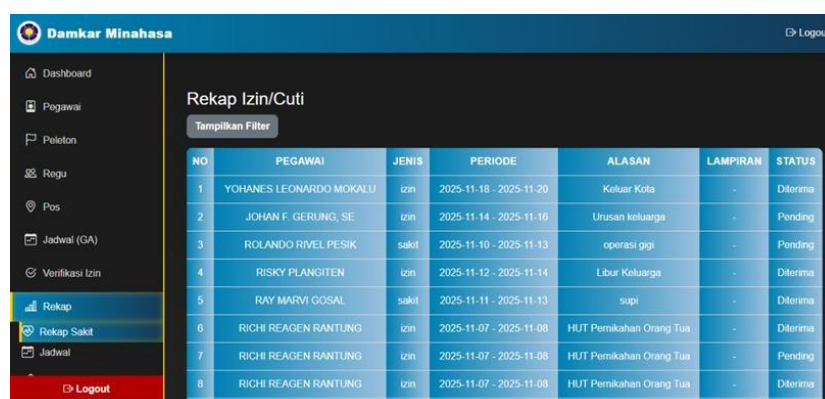 Damkar Minahasa
Logou
Dashboard
Pegawai
Peleton
Regu
Pos
Jadwal (GA)
Verifikasi Izin
Rekap
Rekap Sakit
Jadwal
Logout
Rekap Izin/Cuti
Tampilkan Filter
NO PEGAWAI JENIS PERIODE ALASAN LAMPIRAN STATUS
1 YOHANES LEONARDO MOKALU izin 2025-11-18 - 2025-11-20 Keluar Kota - Diterima
2 JOHAN F. GERUNG, SE izin 2025-11-14 - 2025-11-16 Urusan keluarga - Pending
3 ROLANDO RIVEL PESIK sakit 2025-11-10 - 2025-11-13 operasi gigi - Pending
4 RISKY PLANGITEN izin 2025-11-12 - 2025-11-14 Libur Keluarga - Diterima
5 RAY MARVI GOSAL sakit 2025-11-11 - 2025-11-13 supi - Diterima
6 RICHI REAGEN RANTUNG izin 2025-11-07 - 2025-11-08 HUT Pernikahan Orang Tua - Diterima
7 RICHI REAGEN RANTUNG izin 2025-11-07 - 2025-11-08 HUT Pernikahan Orang Tua - Pending
8 RICHI REAGEN RANTUNG izin 2025-11-07 - 2025-11-08 HUT Pernikahan Orang Tua - Diterima